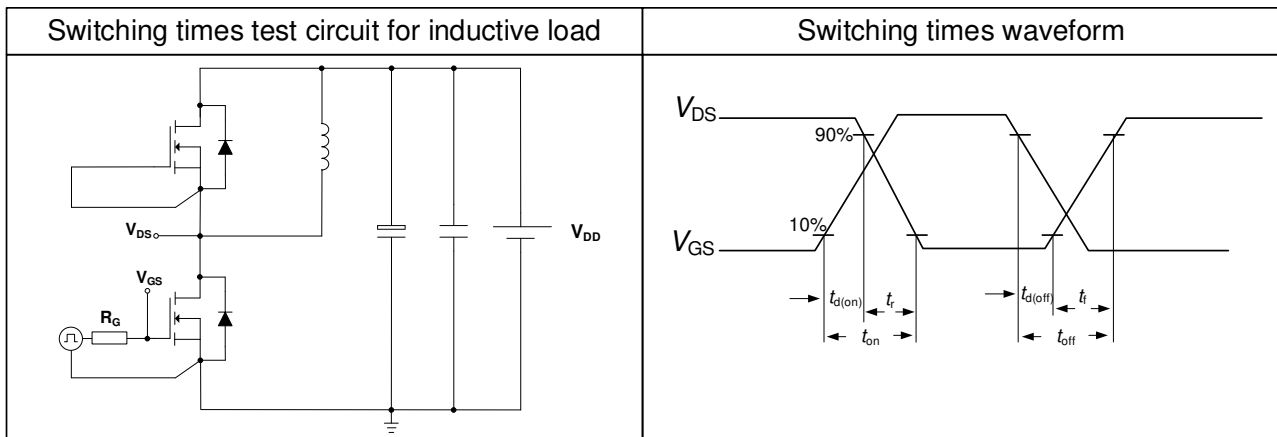 Switching times test circuit for inductive load
Switching times waveform
VDS
VDD
VGS
RG
VDS
90%
10%
VGS
td(on)
tr
td(off)
tf
ton
toff